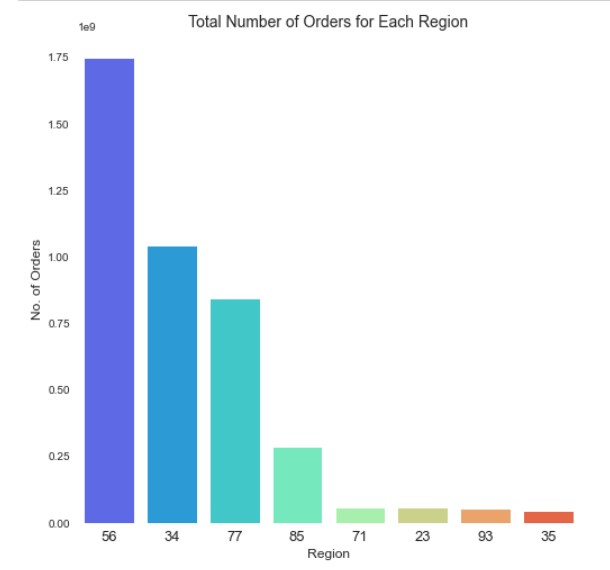 Total Number of Orders for Each Region
1e9
1.75
1.50
1.25
1.00
0.75
0.50
0.25
0.00
No. of Orders
56 34 77 85 71 23 93 35
Region